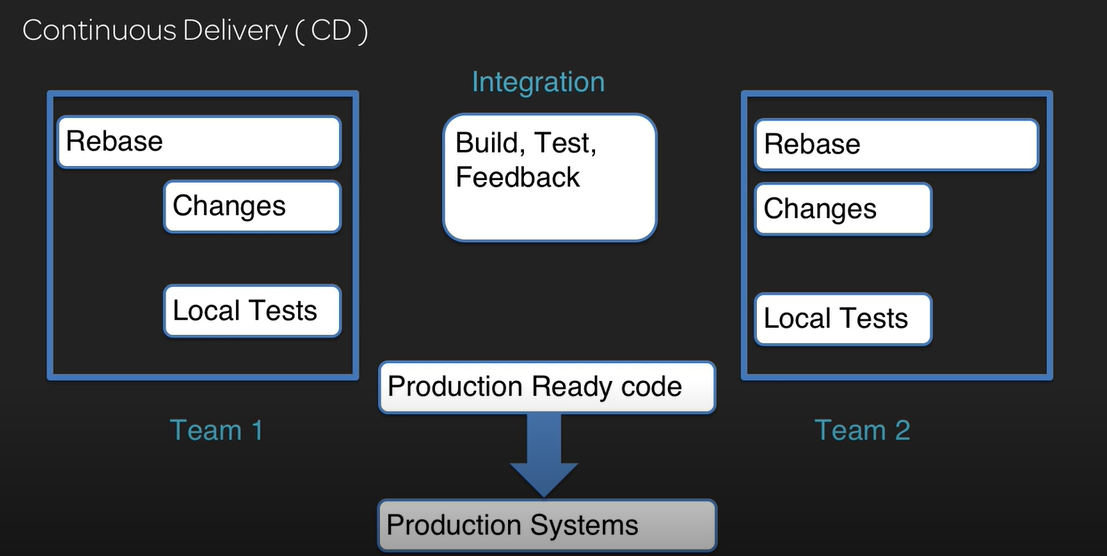 Continuous Delivery ( CD )
Integration
Rebase
Changes
Local Tests
Team 1
Build, Test,
Feedback
Rebase
Changes
Local Tests
Team 2
Production Ready code
Production Systems